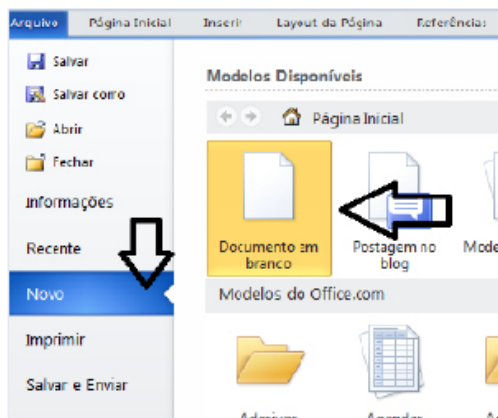 Arquivo Página Inicial Inserir Layout da Página Referências
Salvar
Salvar como
Abrir
Fechar
Informações
Recente
Novo
Imprimir
Salvar e Enviar
Modelos Disponíveis
Página Inicial
Documento em
branco
Postagem no
blog
Modelos do Office.com